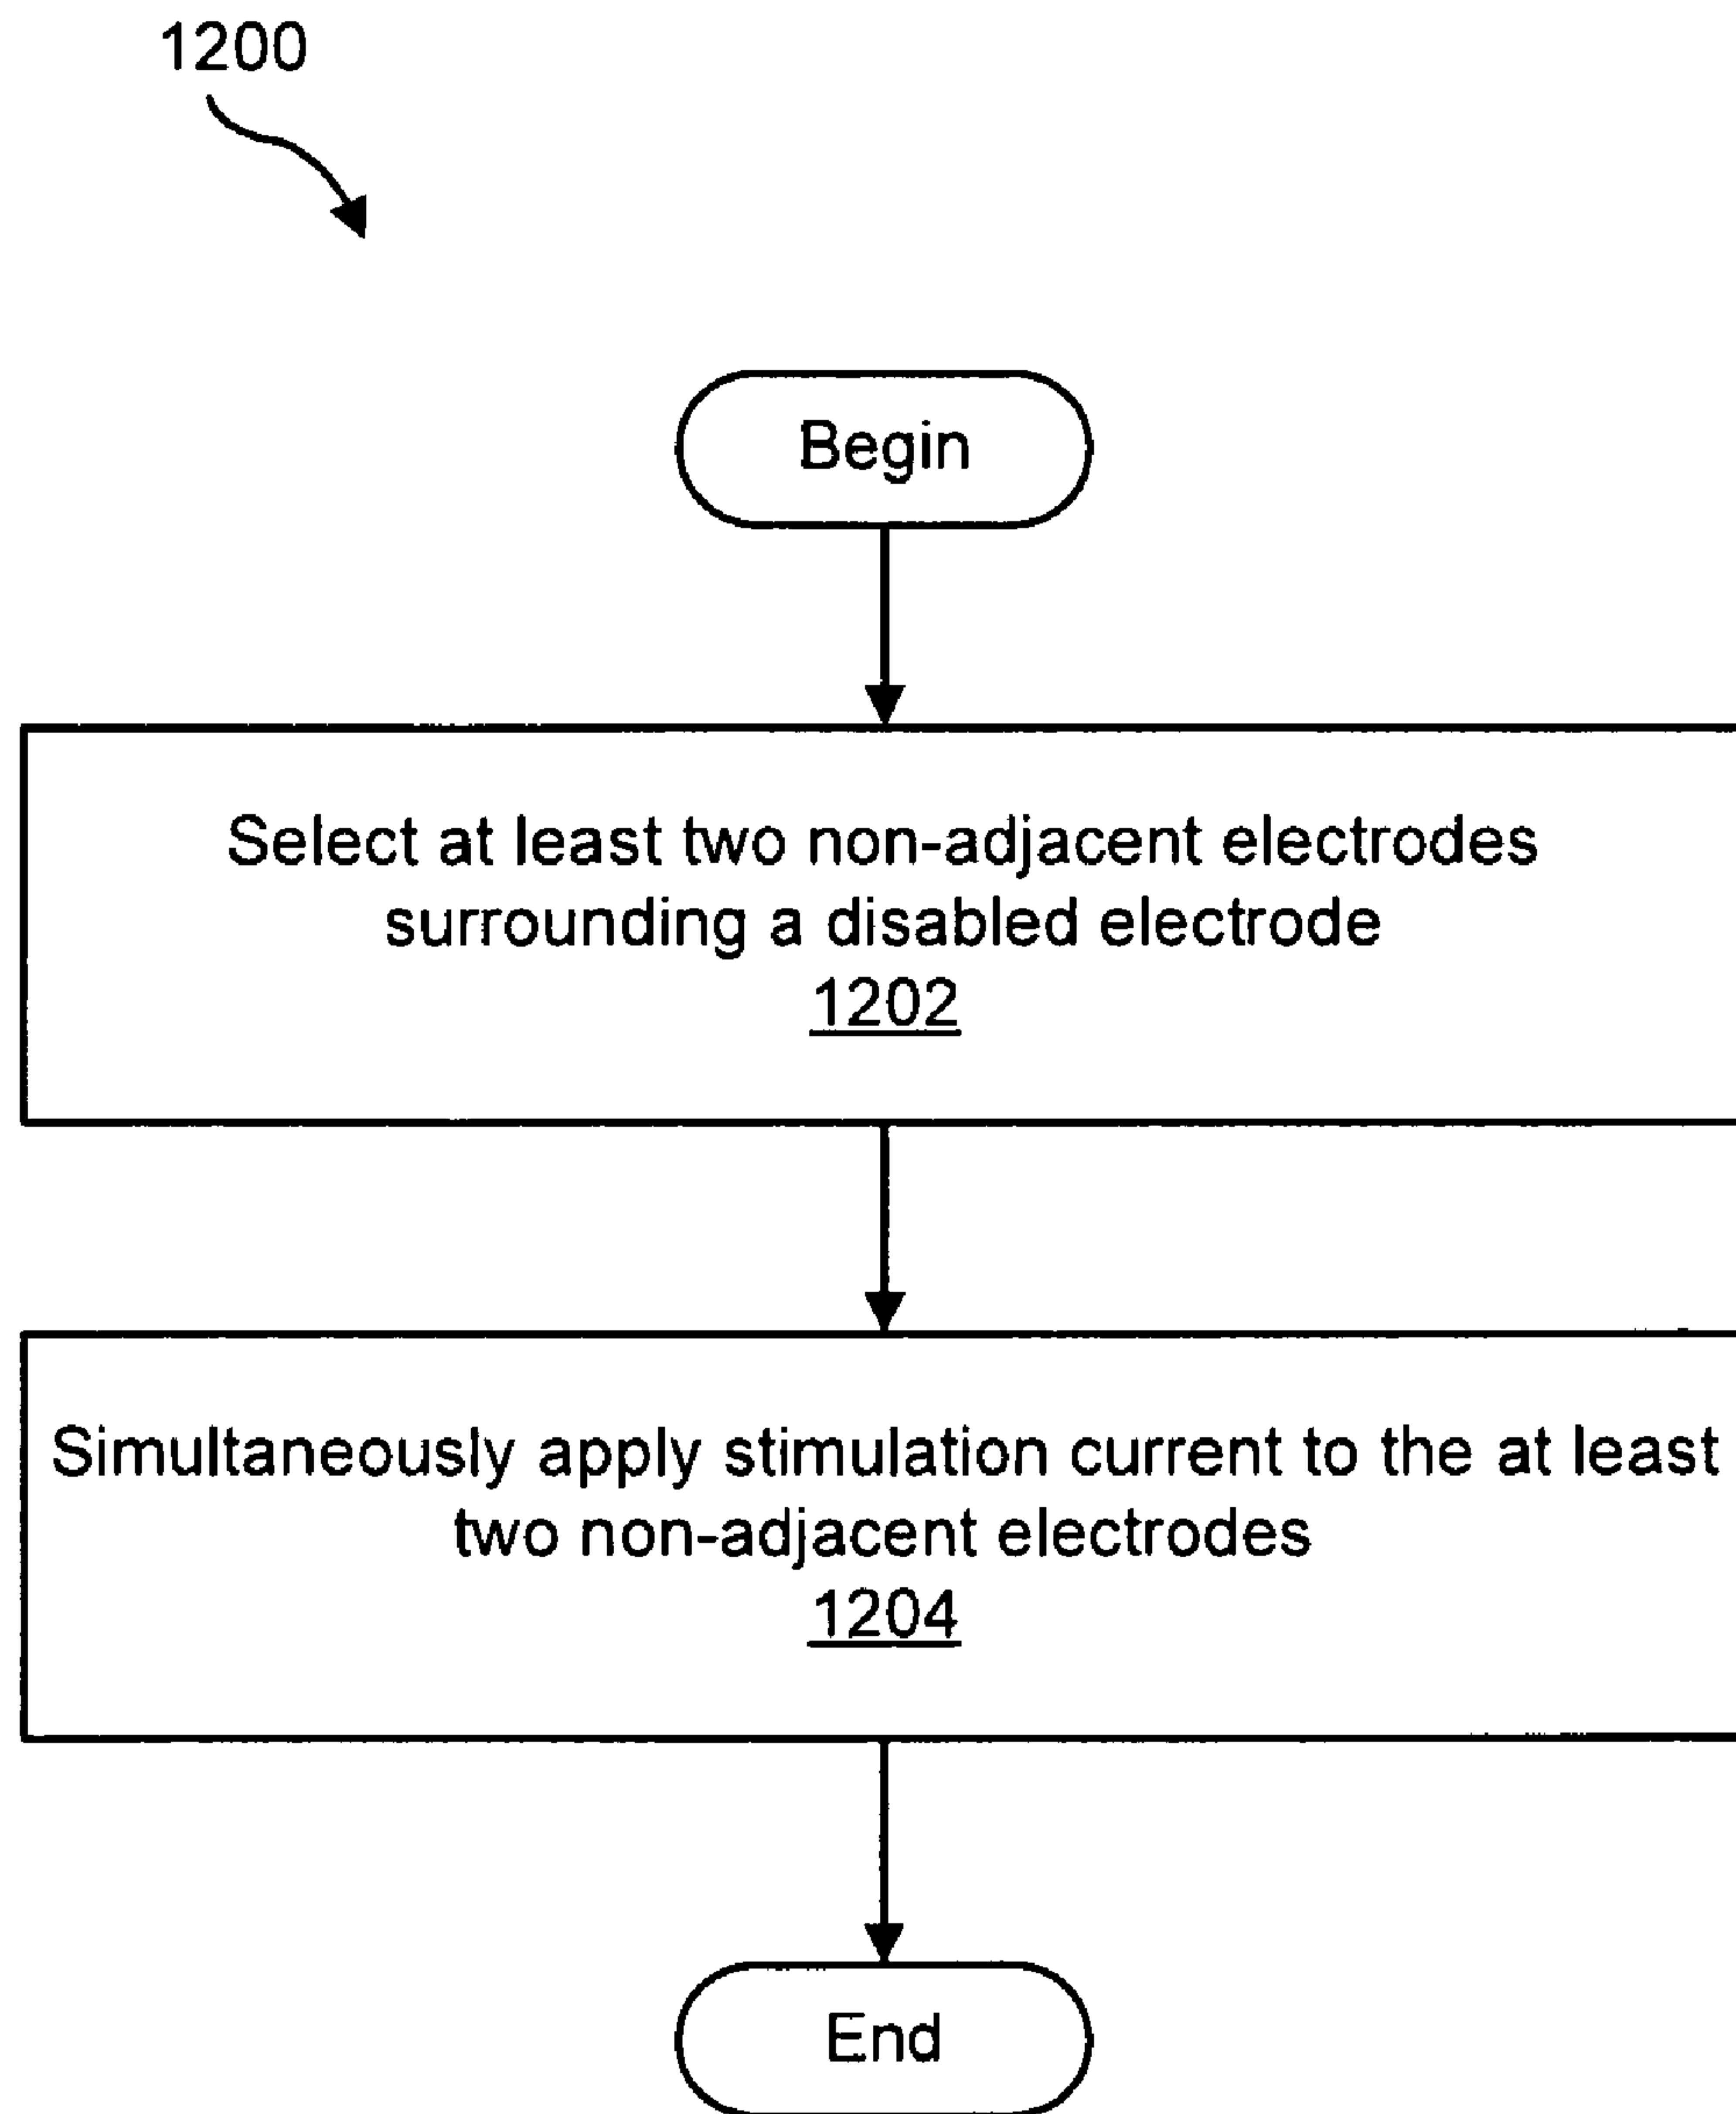 1200
Begin
Select at least two non-adjacent electrodes
surrounding a disabled electrode
1202
Simultaneously apply stimulation current to the at least
two non-adjacent electrodes
1204
End